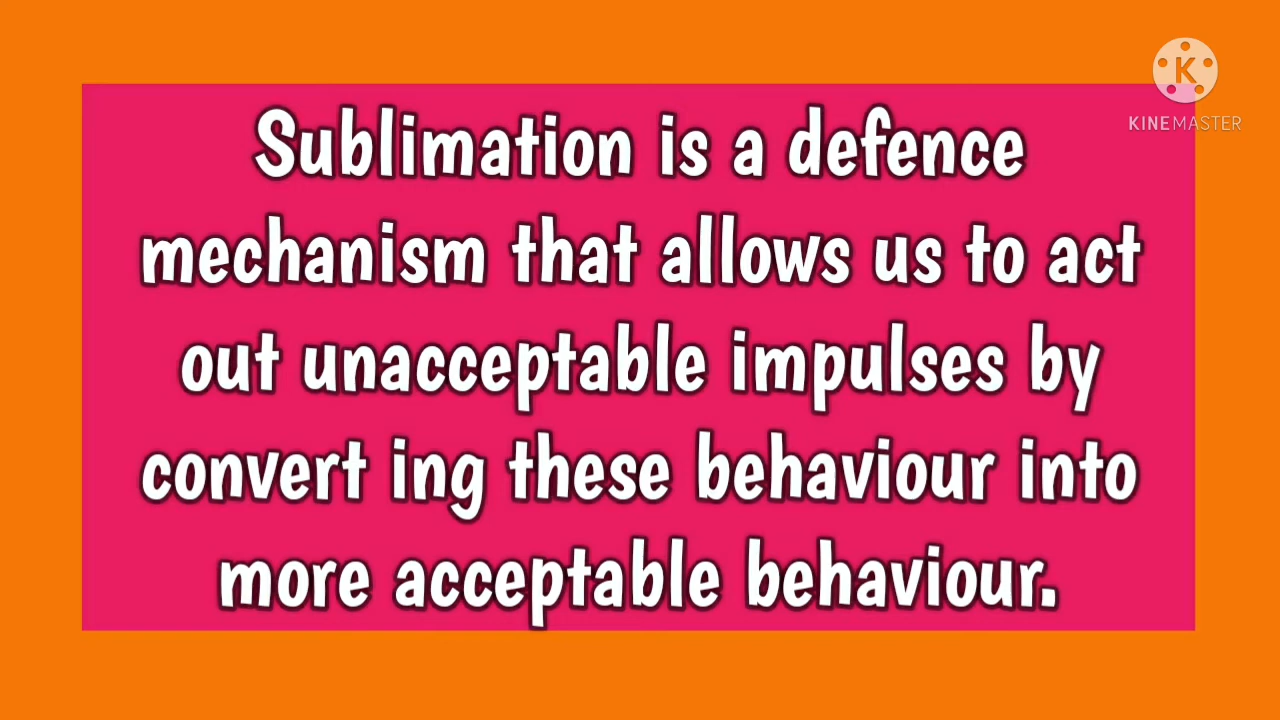 KINEMASTER
Sublimation is a defence
mechanism that allows us to act
out unacceptable impulses by
convert ing these behaviour into
more acceptable behaviour.